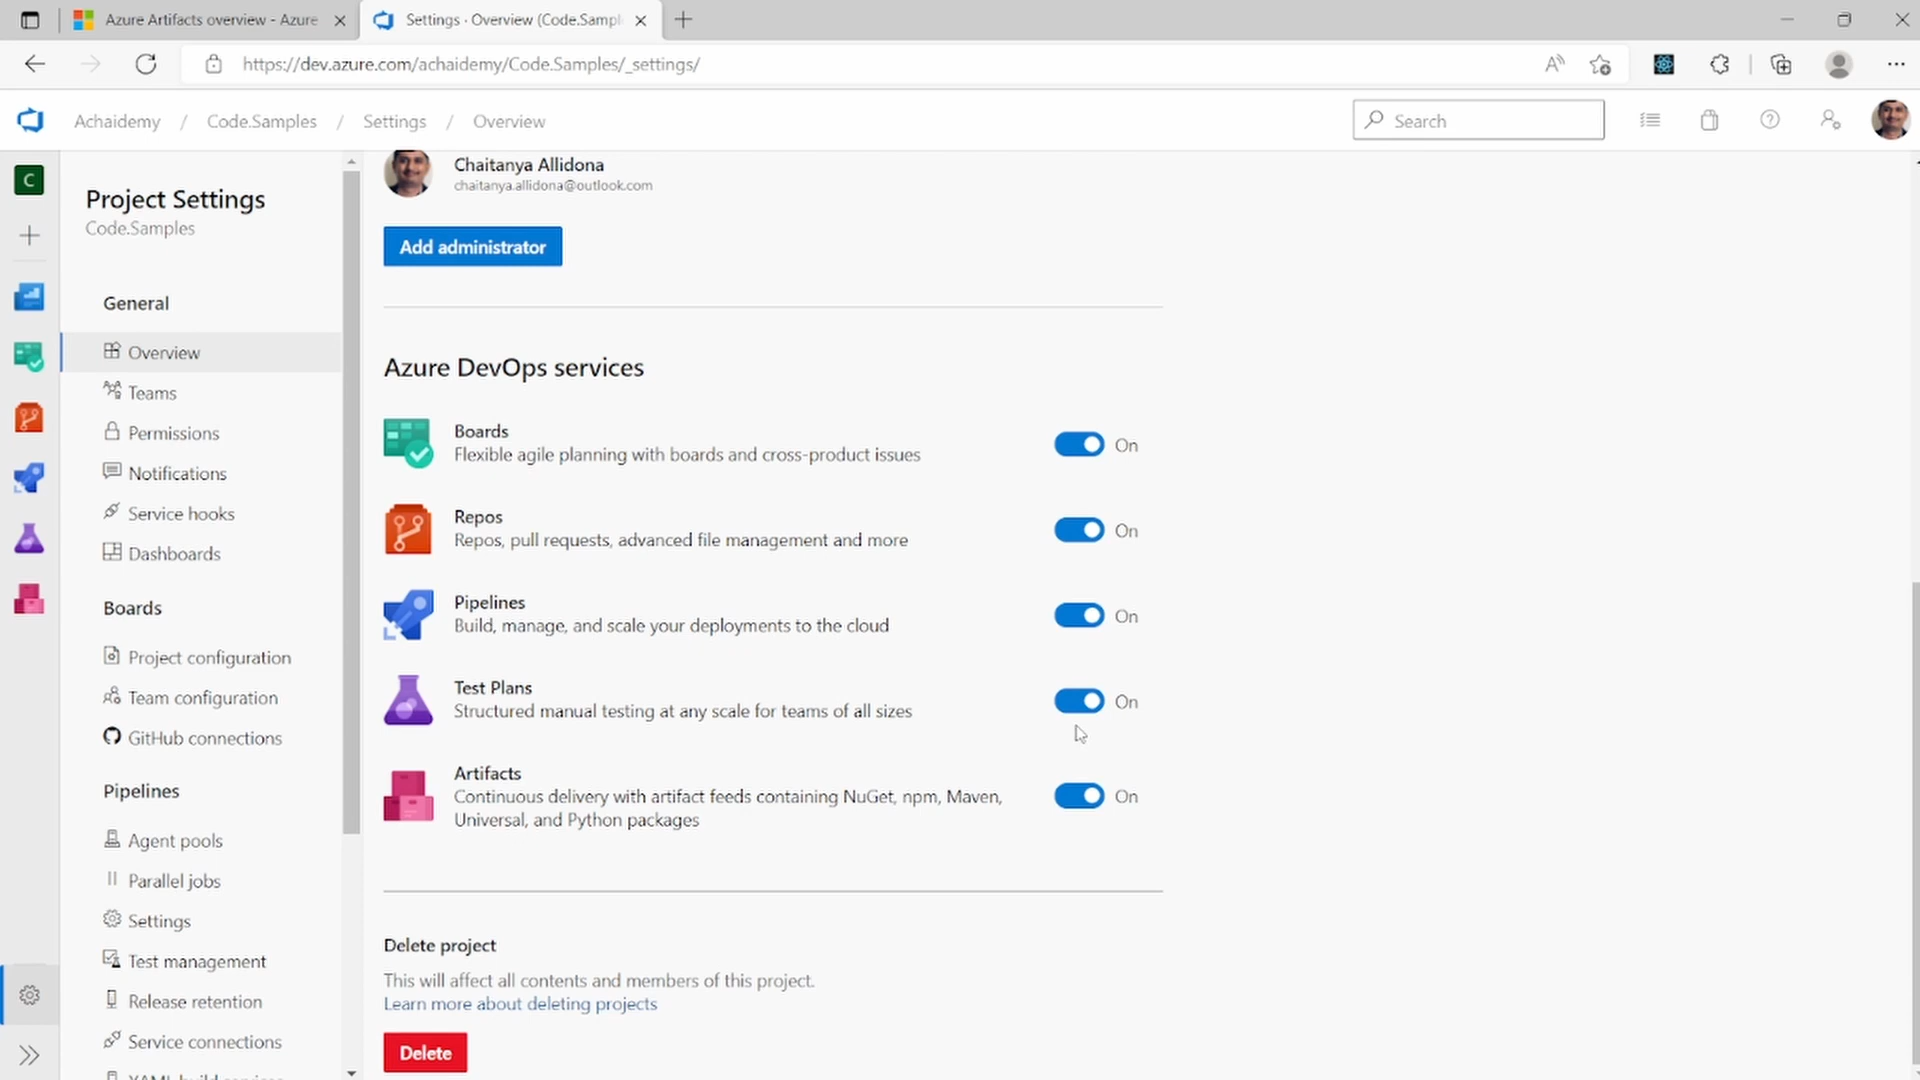 Azure Artifacts overview - Azure
Settings · Overview (Code.Sampl
https://dev.azure.com/achaidemy/Code.Samples/_settings/
Achaidemy / Code.Samples / Settings / Overview
Search
C
Project Settings
Code.Samples
General
Overview
Teams
Permissions
Notifications
Service hooks
Dashboards
Boards
Project configuration
Team configuration
GitHub connections
Pipelines
Agent pools
Parallel jobs
Settings
Test management
Release retention
Service connections
Chaitanya Allidona
chaitanya.allidona@outlook.com
Add administrator
Azure DevOps services
Boards
Flexible agile planning with boards and cross-product issues
On
Repos
Repos, pull requests, advanced file management and more
On
Pipelines
Build, manage, and scale your deployments to the cloud
On
Test Plans
Structured manual testing at any scale for teams of all sizes
On
Artifacts
Continuous delivery with artifact feeds containing NuGet, npm, Maven,
Universal, and Python packages
On
Delete project
This will affect all contents and members of this project.
Learn more about deleting projects
Delete